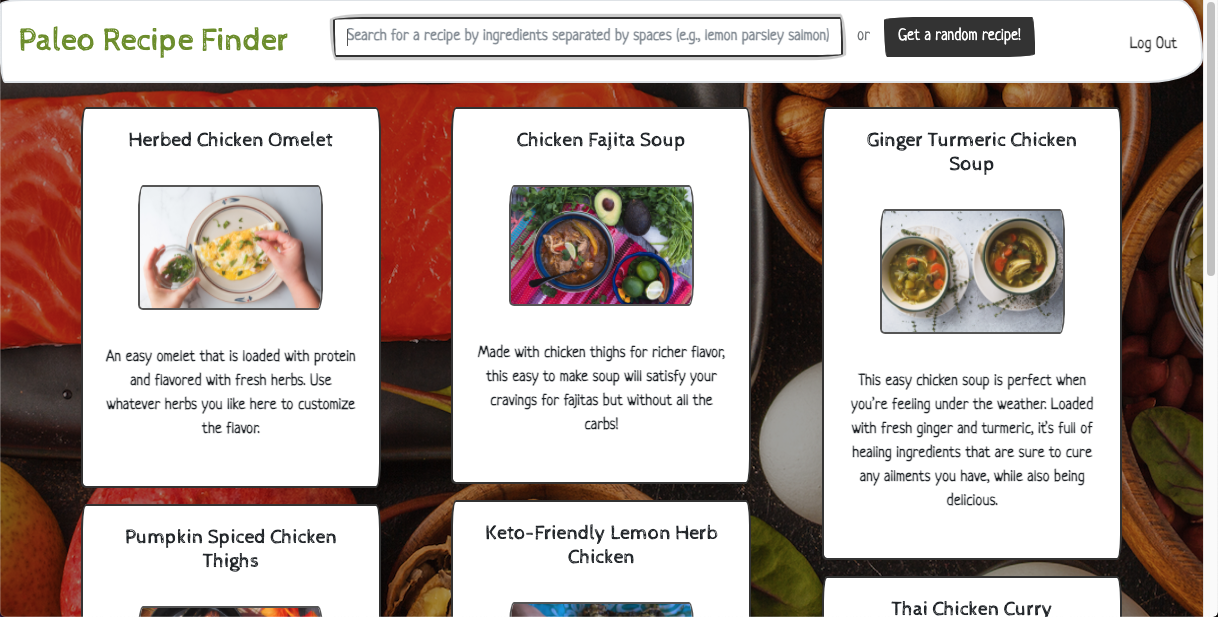 Paleo Recipe Finder
Search for a recipe by ingredients separated by spaces (e.g., lemon parsley salmon)
or
Get a random recipe!
Log Out
Herbed Chicken Omelet
An easy omelet that is loaded with protein
and flavored with fresh herbs. Use
whatever herbs you like here to customize
the flavor.
Chicken Fajita Soup
Made with chicken thighs for richer flavor,
this easy to make soup will satisfy your
cravings for fajitas but without all the
carbs!
Ginger Turmeric Chicken
Soup
This easy chicken soup is perfect when
you’re feeling under the weather. Loaded
with fresh ginger and turmeric, it’s full of
healing ingredients that are sure to cure
any ailments you have, while also being
delicious.
Pumpkin Spiced Chicken
Thighs
Keto-Friendly Lemon Herb
Chicken
Thai Chicken Curry